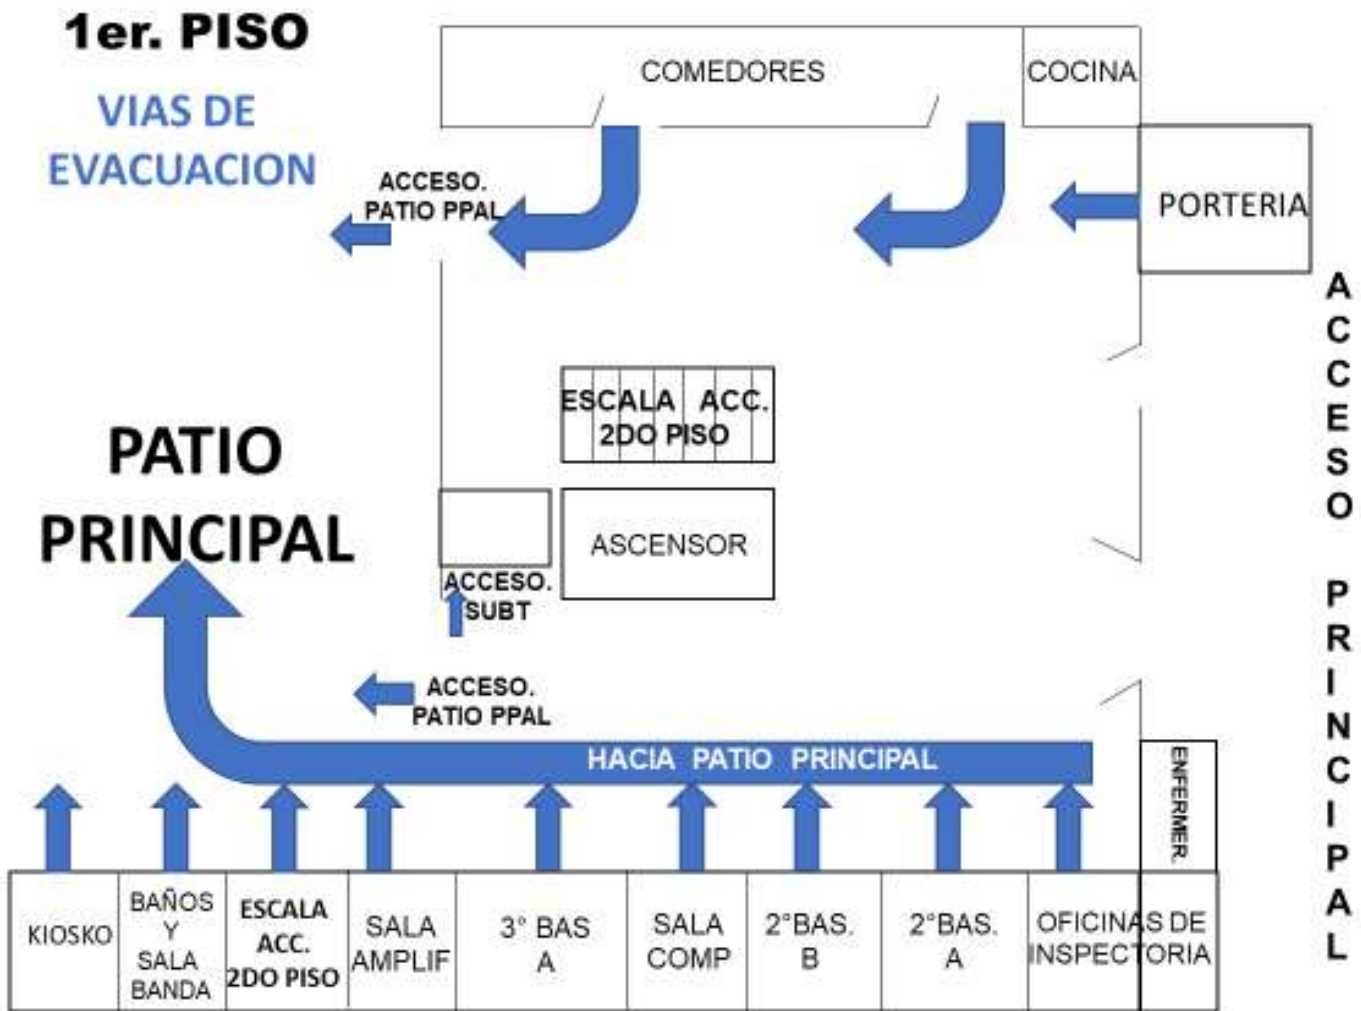 1er. PISO
VIAS DE
EVACUACION
COMEDORES
COCINA
ACCESO.
PATIO PPAL
PORTERIA
ACCESO PRINCIPAL
ESCALA ACC.
2DO PISO
PATIO
PRINCIPAL
ASCENSOR
ACCESO.
SUBT
ACCESO.
PATIO PPAL
HACIA PATIO PRINCIPAL
ENFERMER.
KIOSKO
BAÑOS
Y
SALA
BANDA
ESCALA
ACC.
2DO PISO
SALA
AMPLIF
3° BAS
A
SALA
COMP
2°BAS.
B
2°BAS.
A
OFICINAS DE
INSPECTORIA